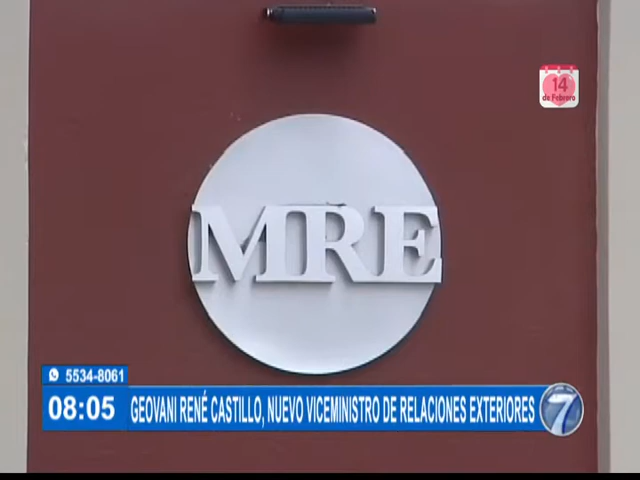 14
de Febrero
MRE
5534-8061
08:05
GEOVANI RENÉ CASTILLO, NUEVO VICEMINISTRO DE RELACIONES EXTERIORES
7